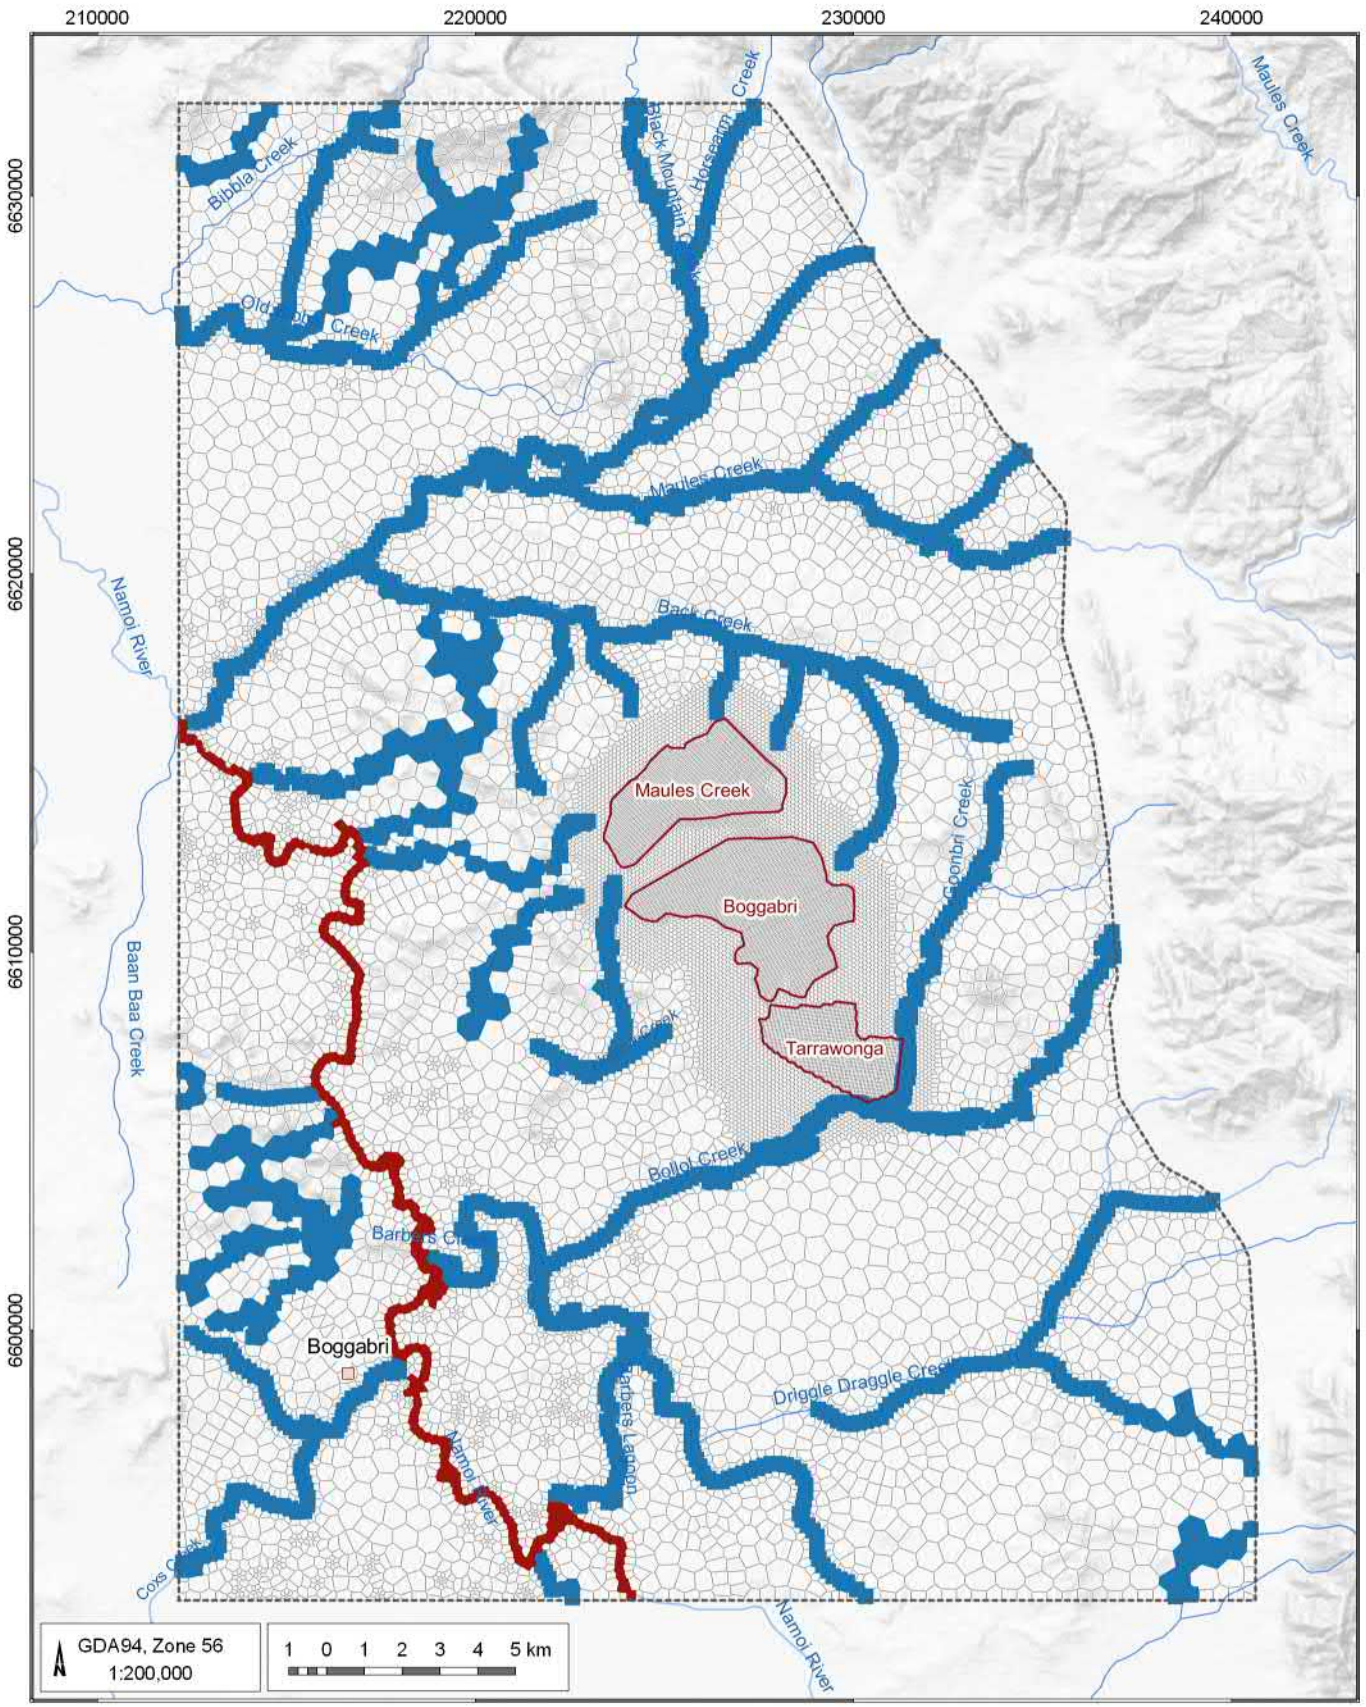 210000
220000
230000
240000
6630000
6620000
6610000
6600000
Maules Creek
Bibbla Creek
Black Mountain
Horsearm Creek
Creek
Maules Creek
Namoi River
Back Creek
Maules Creek
Goonbri Creek
Boggabri
Baan Baa Creek
Creek
Tarrawonga
Bollol Creek
Barbers
Boggabri
Driggle Draggle Creek
Barbers Lagoon
Namoi River
Coxs
Namoi River
GDA94, Zone 56
1:200,000
1 0 1 2 3 4 5 km
N